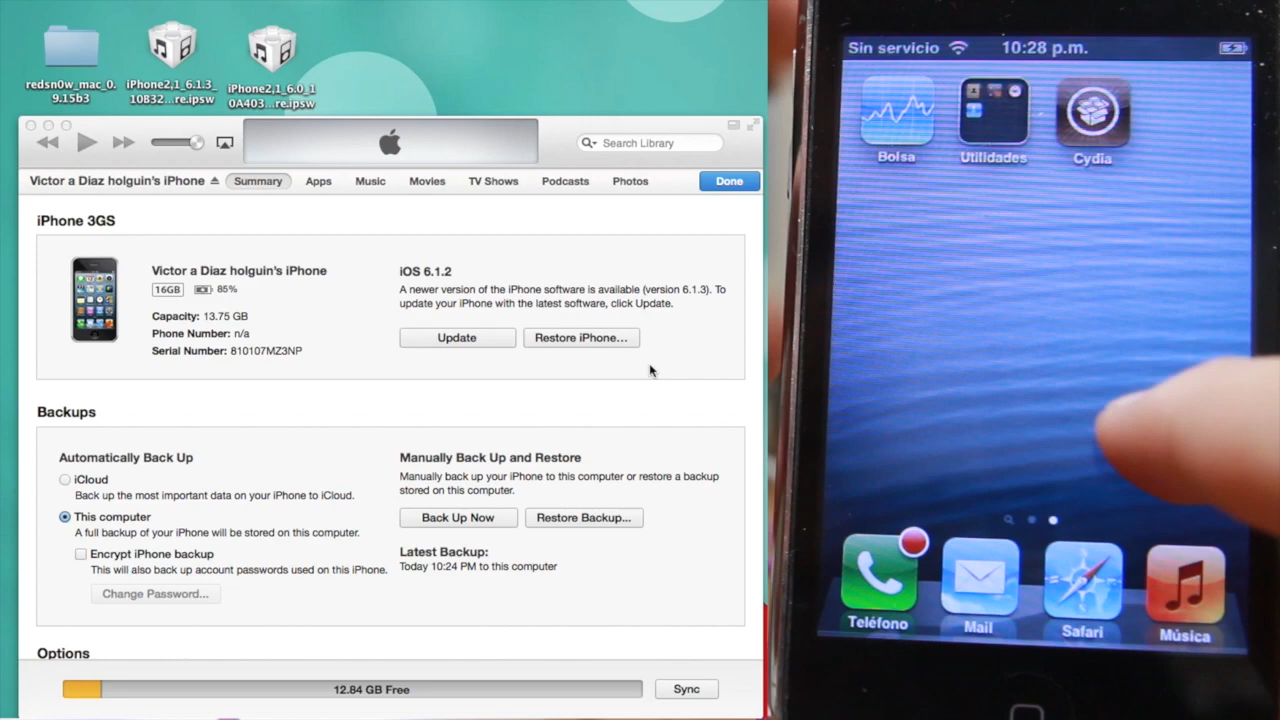 redsn0w_mac_0.
9.15b3
iPhone2,1_6.1.3_
10B32...re.ipsw
iPhone2,1_6.0_1
0A403...re.ipsw
Search Library
Victor a Diaz holguin's iPhone
Summary
Apps
Music
Movies
TV Shows
Podcasts
Photos
Done
iPhone 3GS
Victor a Diaz holguin's iPhone
16GB
85%
Capacity: 13.75 GB
Phone Number: n/a
Serial Number: 810107MZ3NP
iOS 6.1.2
A newer version of the iPhone software is available (version 6.1.3). To
update your iPhone with the latest software, click Update.
Update
Restore iPhone...
Backups
Automatically Back Up
iCloud
Back up the most important data on your iPhone to iCloud.
This computer
A full backup of your iPhone will be stored on this computer.
Encrypt iPhone backup
This will also back up account passwords used on this iPhone.
Change Password...
Manually Back Up and Restore
Manually back up your iPhone to this computer or restore a backup
stored on this computer.
Back Up Now
Restore Backup...
Latest Backup:
Today 10:24 PM to this computer
Options
12.84 GB Free
Sync
Sin servicio
10:28 p.m.
Bolsa
Utilidades
Cydia
Teléfono
Mail
Safari
Música